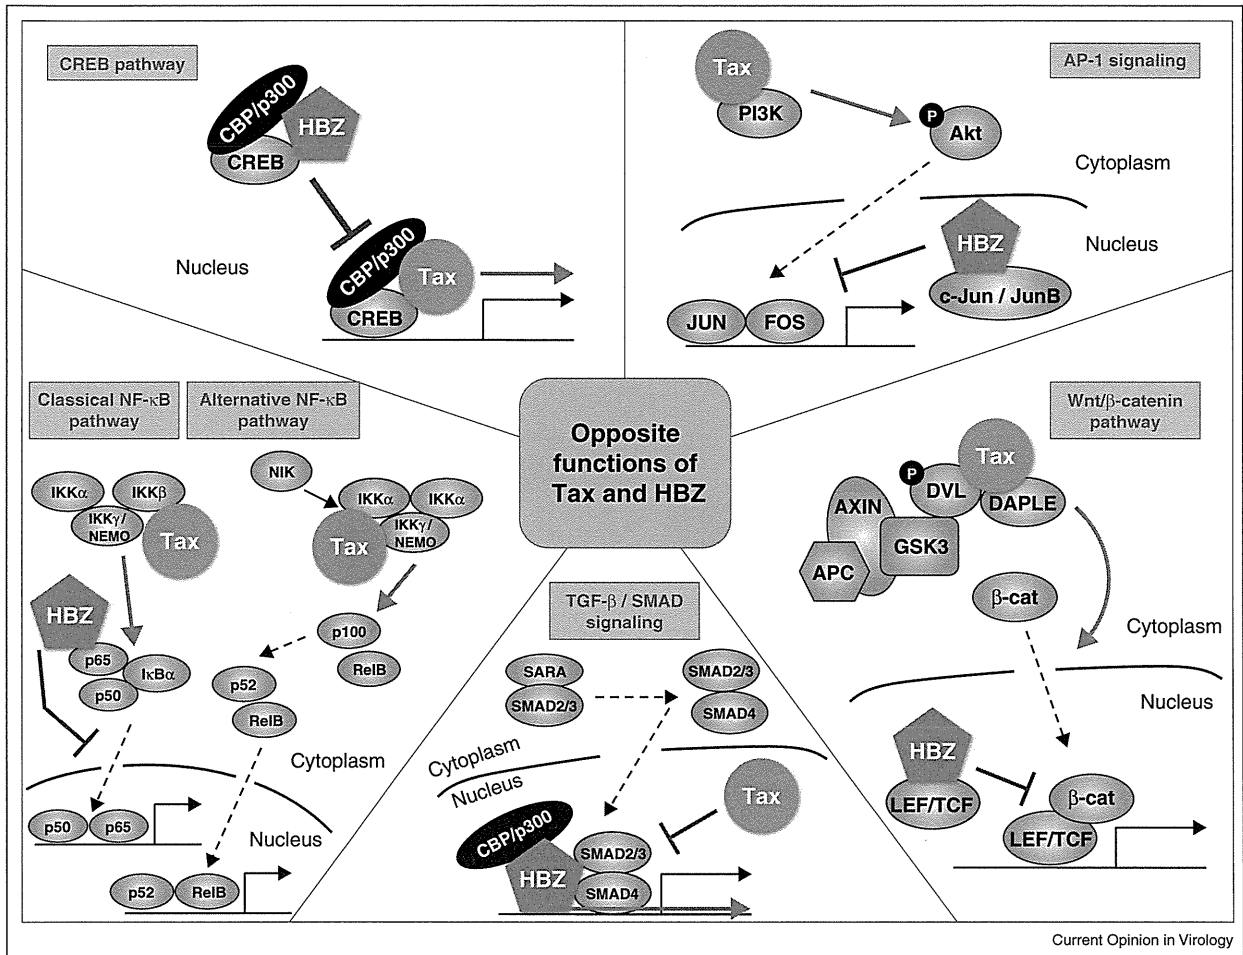 CREB pathway
CBP/p300
HBZ
CREB
Nucleus
CBP/p300
Tax
CREB
AP-1 signaling
Tax
PI3K
P
Akt
Cytoplasm
Nucleus
HBZ
c-Jun / JunB
JUN
FOS
Opposite
functions of
Tax and HBZ
Classical NF-κB
pathway
Alternative NF-κB
pathway
IKKα
IKKβ
IKKγ/
NEMO
Tax
HBZ
p65
p50
IκBα
p50
p65
NIK
IKKα
IKKα
IKKγ/
NEMO
Tax
p100
RelB
p52
RelB
Cytoplasm
Nucleus
p52
RelB
TGF-β / SMAD
signaling
SARA
SMAD2/3
SMAD2/3
SMAD4
Cytoplasm
Nucleus
Tax
CBP/p300
HBZ
SMAD2/3
SMAD4
Wnt/β-catenin
pathway
Tax
P
DVL
DAPLE
AXIN
GSK3
APC
β-cat
Cytoplasm
Nucleus
HBZ
LEF/TCF
β-cat
LEF/TCF
Current Opinion in Virology